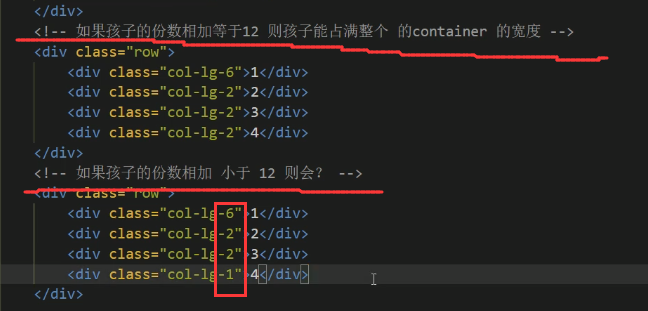 </div>
<!-- 如果孩子的份数相加等于12 则孩子能占满整个 的container 的宽度 -->
<div class="row">
<div class="col-lg-6">1</div>
<div class="col-lg-2">2</div>
<div class="col-lg-2">3</div>
<div class="col-lg-2">4</div>
</div>
<!-- 如果孩子的份数相加 小于 12 则会? -->
<div class="row">
<div class="col-lg-6">1</div>
<div class="col-lg-2">2</div>
<div class="col-lg-2">3</div>
<div class="col-lg-1">4</div>
</div>